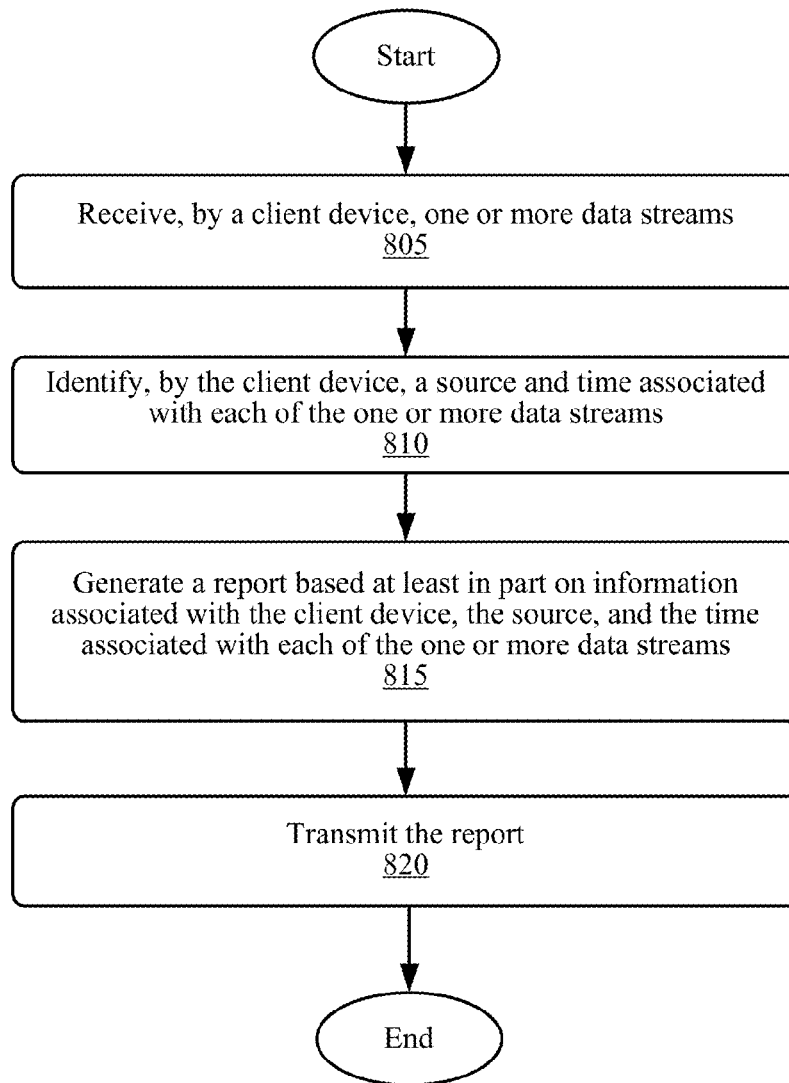 Start
Receive, by a client device, one or more data streams
805
Identify, by the client device, a source and time associated
with each of the one or more data streams
810
Generate a report based at least in part on information
associated with the client device, the source, and the time
associated with each of the one or more data streams
815
Transmit the report
820
End